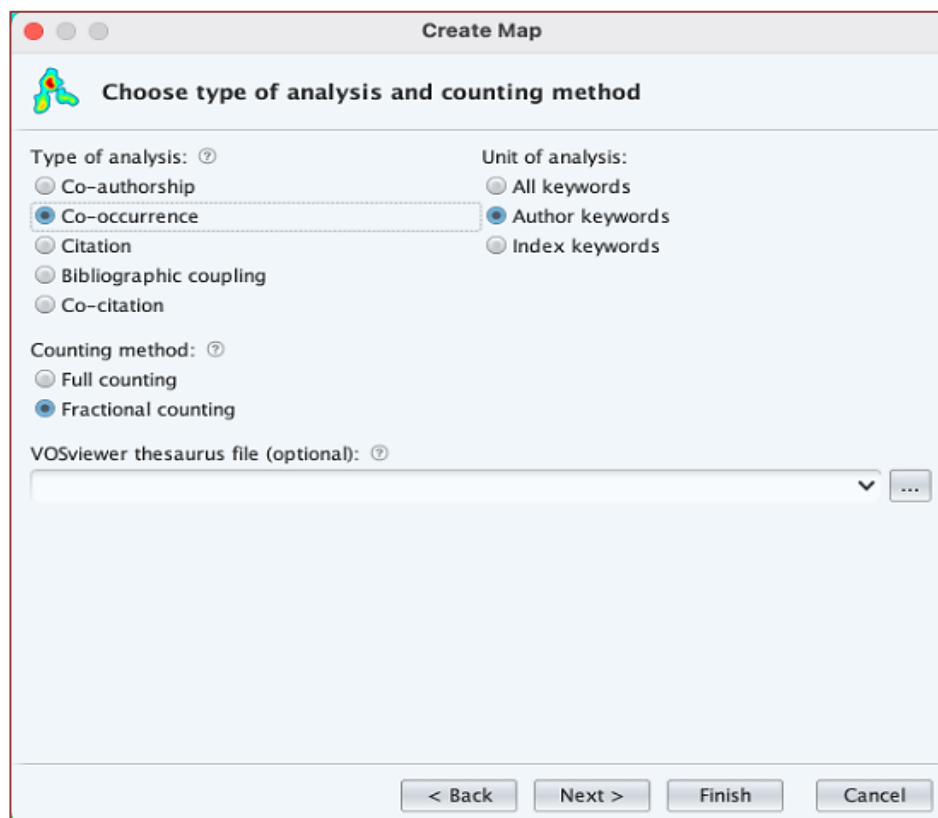 Create Map
Choose type of analysis and counting method
Type of analysis: ?
Co-authorship
Co-occurrence
Citation
Bibliographic coupling
Co-citation
Unit of analysis:
All keywords
Author keywords
Index keywords
Counting method: ?
Full counting
Fractional counting
VOSviewer thesaurus file (optional): ?
...
< Back Next > Finish Cancel